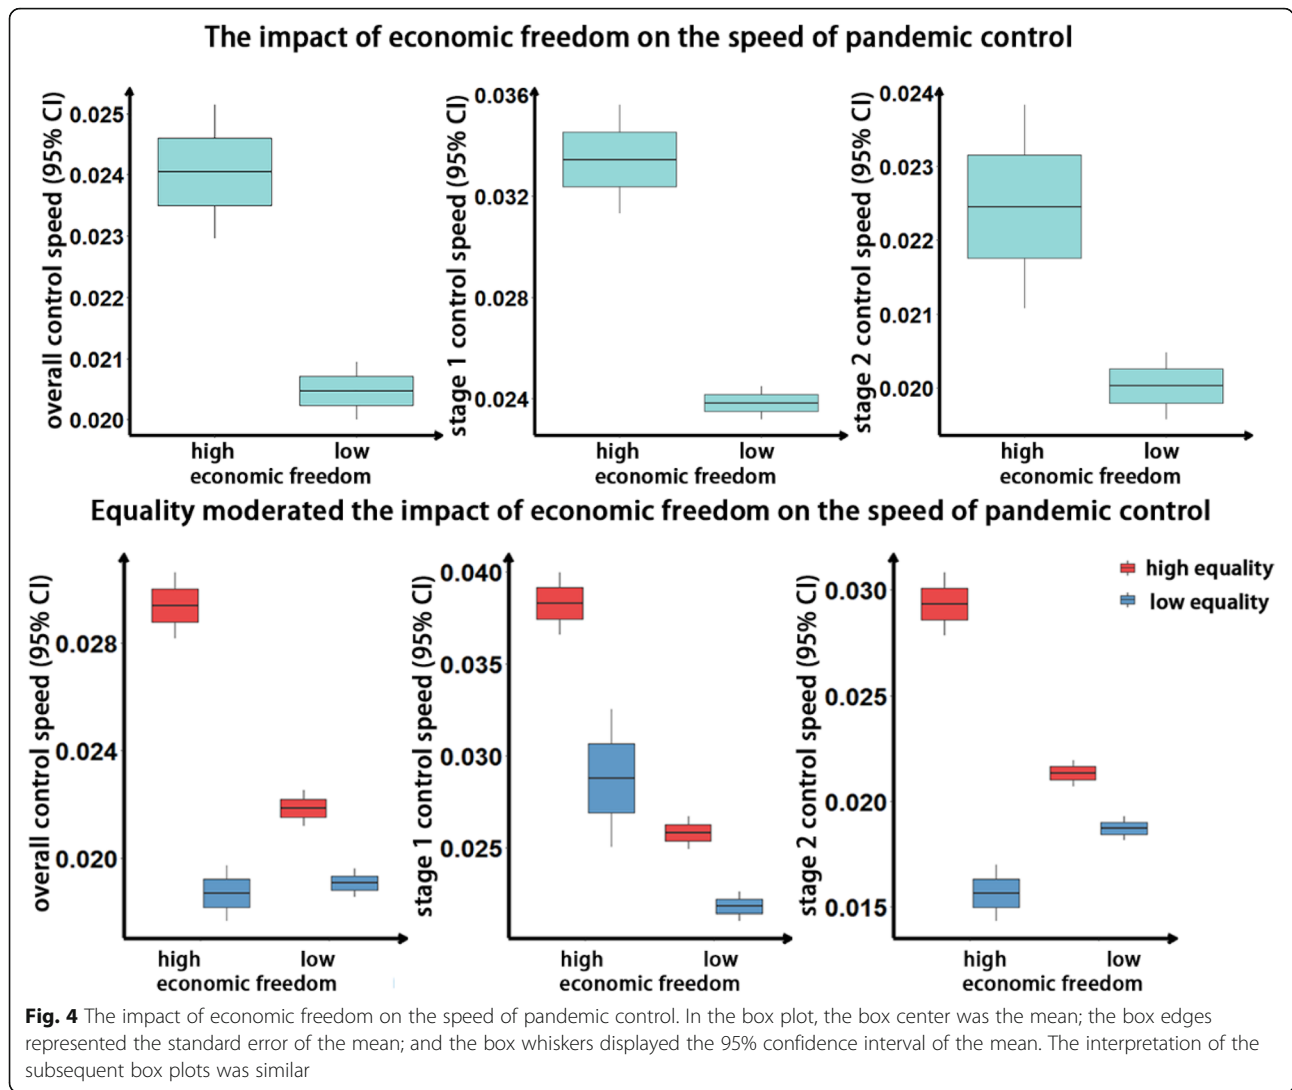 The impact of economic freedom on the speed of pandemic control
overall control speed (95% CI)
0.025
0.024
0.023
0.022
0.021
0.020
high low
economic freedom
stage 1 control speed (95% CI)
0.036
0.032
0.028
0.024
high low
economic freedom
stage 2 control speed (95% CI)
0.024
0.023
0.022
0.021
0.020
high low
economic freedom
Equality moderated the impact of economic freedom on the speed of pandemic control
overall control speed (95% CI)
0.028
0.024
0.020
high low
economic freedom
stage 1 control speed (95% CI)
0.040
0.035
0.030
0.025
high low
economic freedom
stage 2 control speed (95% CI)
0.030
0.025
0.020
0.015
high low
economic freedom
high equality
low equality
Fig. 4 The impact of economic freedom on the speed of pandemic control. In the box plot, the box center was the mean; the box edges
represented the standard error of the mean; and the box whiskers displayed the 95% confidence interval of the mean. The interpretation of the
subsequent box plots was similar